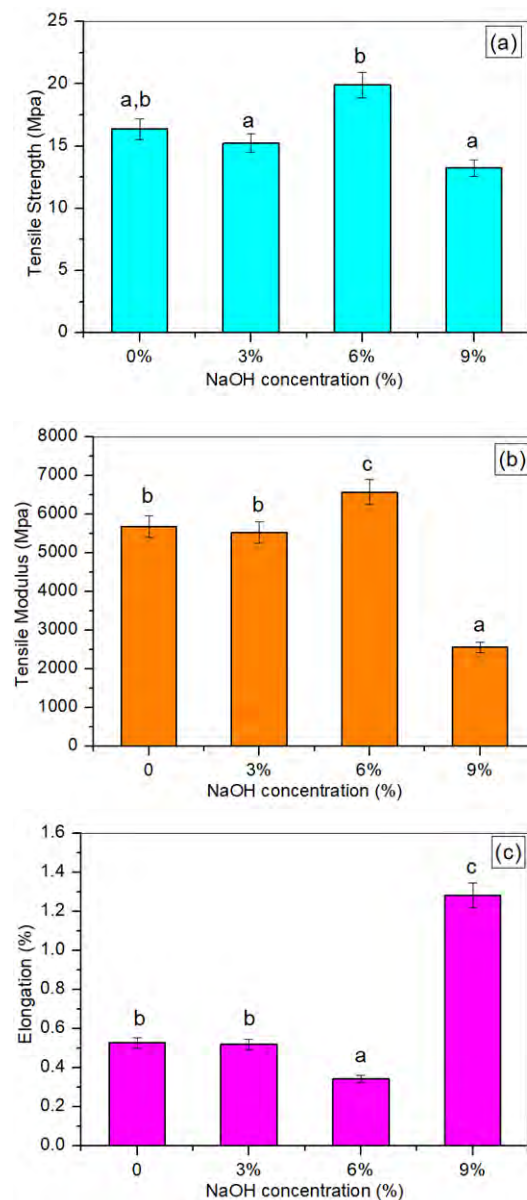 (a)
25
20
15
10
5
0
Tensile Strength (Mpa)
a,b
a
b
a
0% 3% 6% 9%
NaOH concentration (%)
(b)
8000
7000
6000
5000
4000
3000
2000
1000
0
Tensile Modulus (Mpa)
b
b
c
a
0 3% 6% 9%
NaOH concentration (%)
(c)
1.6
1.4
1.2
1.0
0.8
0.6
0.4
0.2
0.0
Elongation (%)
b
b
a
c
0 3% 6% 9%
NaOH concentration (%)